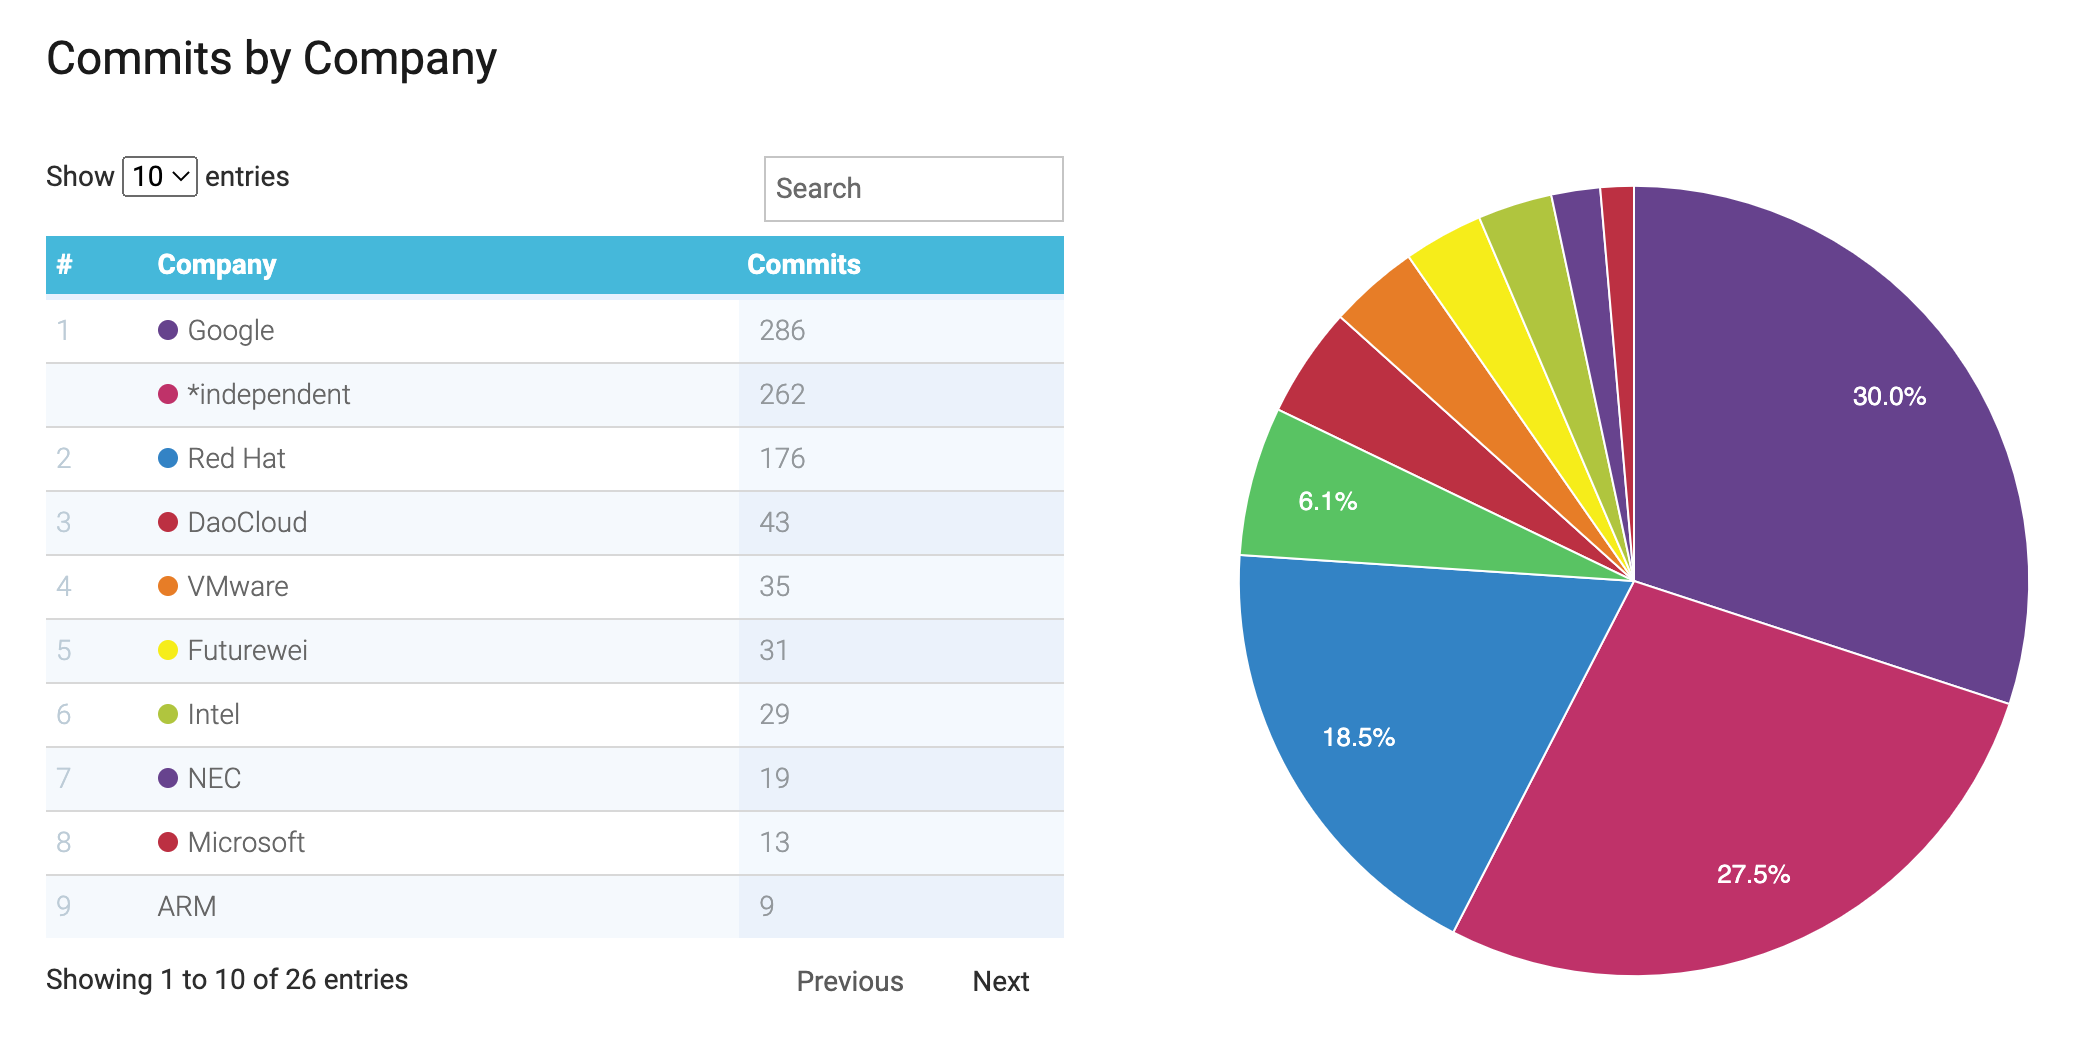 Commits by Company
Show 10 entries
Search
# Company Commits
1 Google 286
*independent 262
2 Red Hat 176
3 DaoCloud 43
4 VMware 35
5 Futurewei 31
6 Intel 29
7 NEC 19
8 Microsoft 13
9 ARM 9
Showing 1 to 10 of 26 entries
Previous Next
30.0%
6.1%
18.5%
27.5%